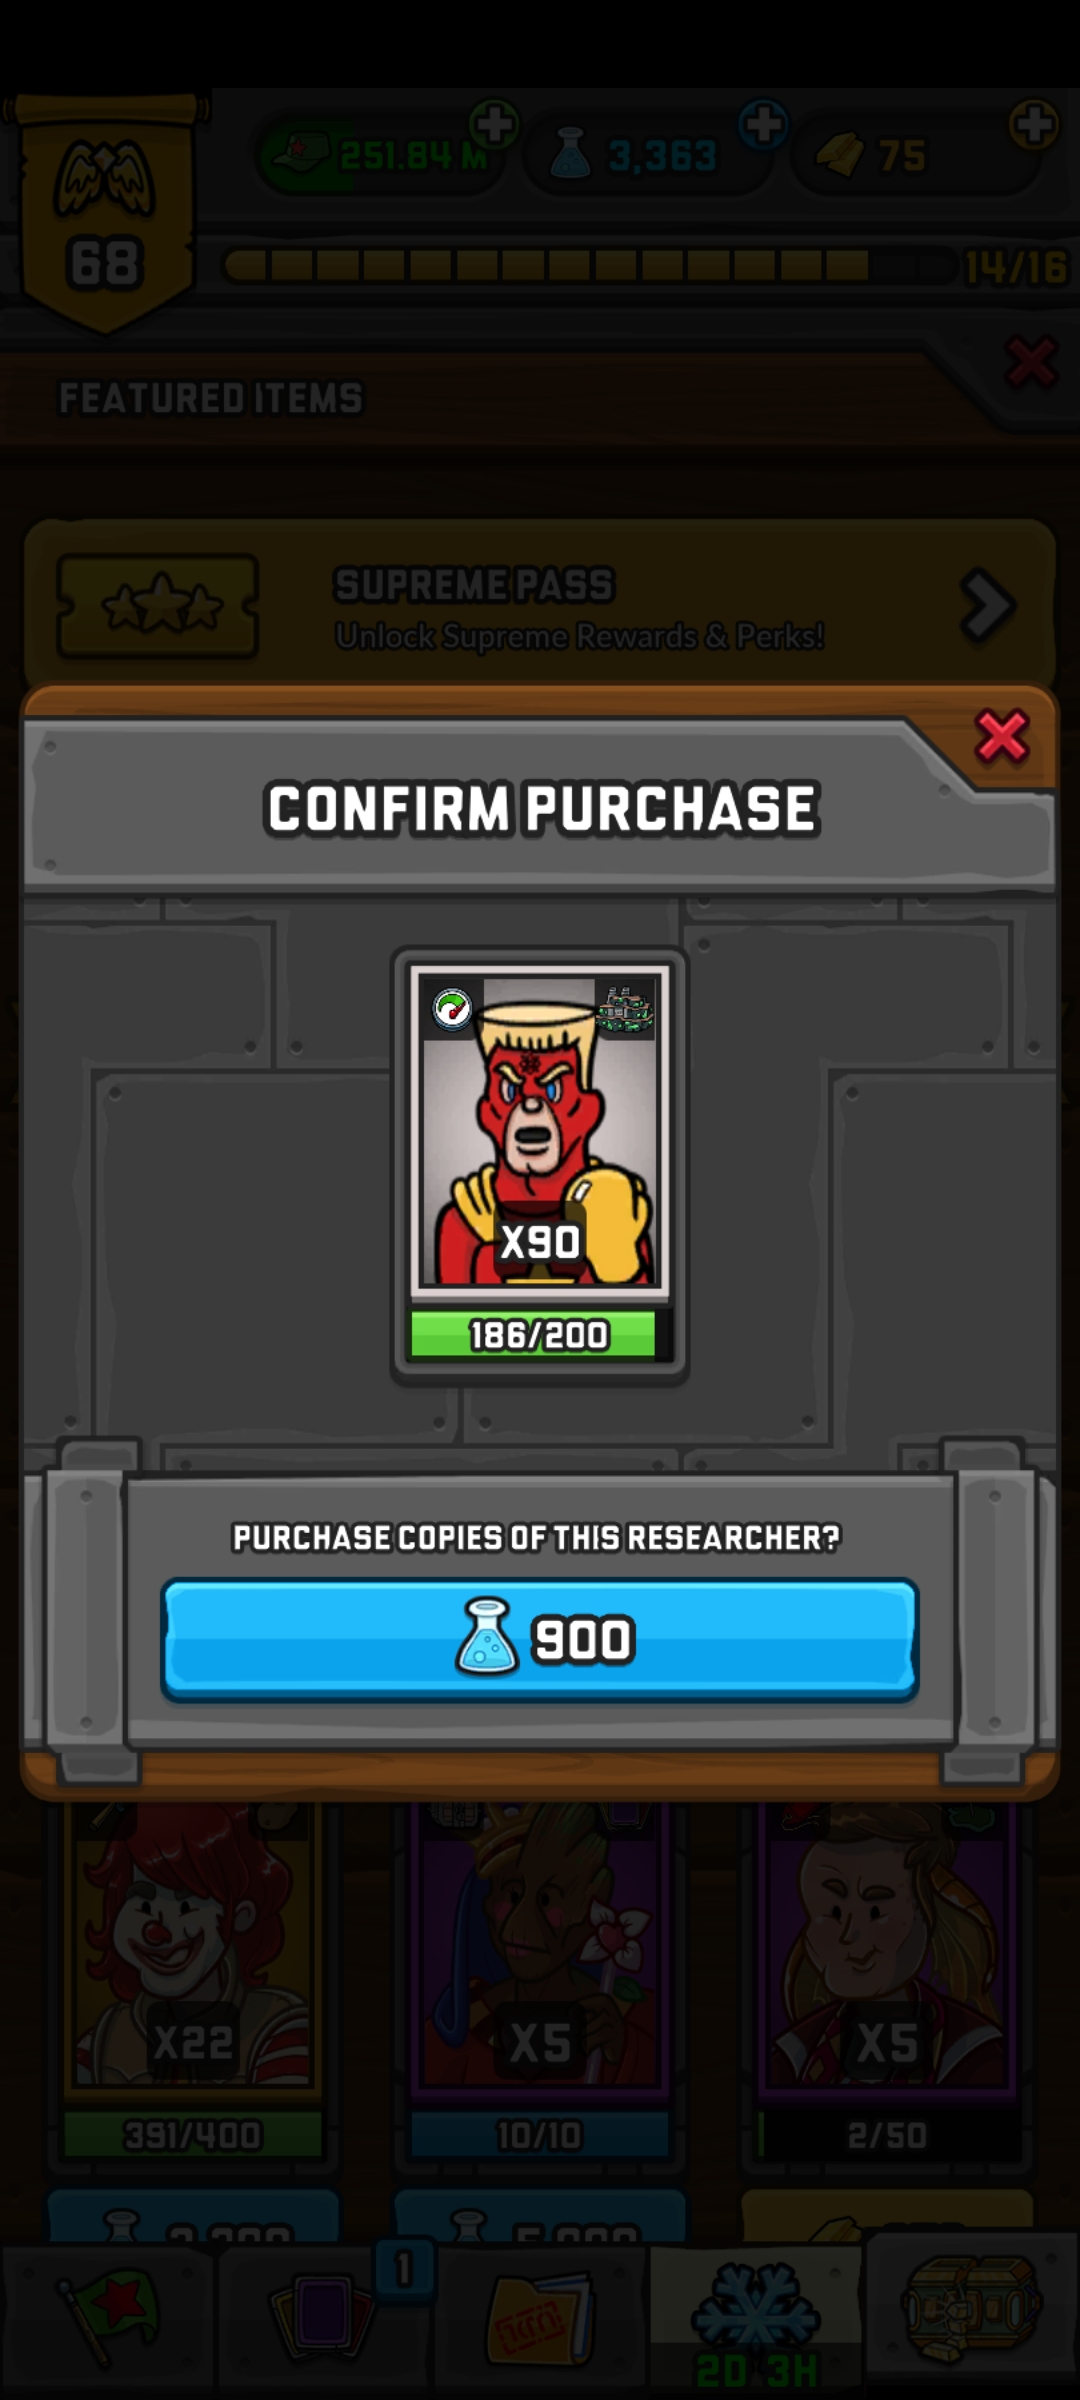 251.84 M
3,363
75
68
14/16
FEATURED ITEMS
SUPREME PASS
Unlock Supreme Rewards & Perks!
CONFIRM PURCHASE
X90
186/200
PURCHASE COPIES OF THIS RESEARCHER?
900
X22
X5
X5
391/400
10/10
2/50
1
2D 3H